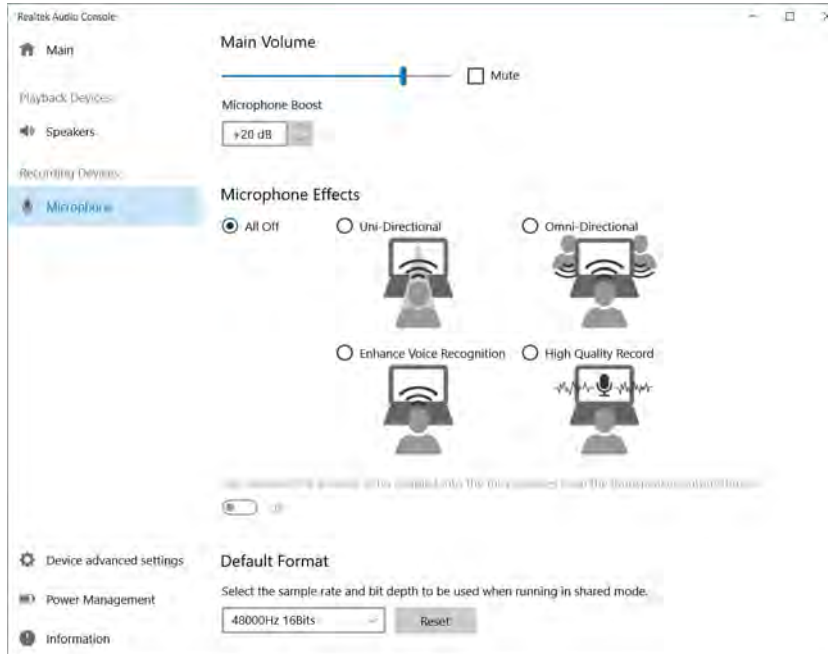 Realtek Audio Console
Main
Playback Devices
Speakers
Recording Devices
Microphone
Main Volume
Mute
Microphone Boost
+20 dB
Microphone Effects
All Off
Uni-Directional
Omni-Directional
Enhance Voice Recognition
High Quality Record
Device advanced settings
Power Management
Information
Default Format
Select the sample rate and bit depth to be used when running in shared mode.
48000Hz 16Bits
Reset